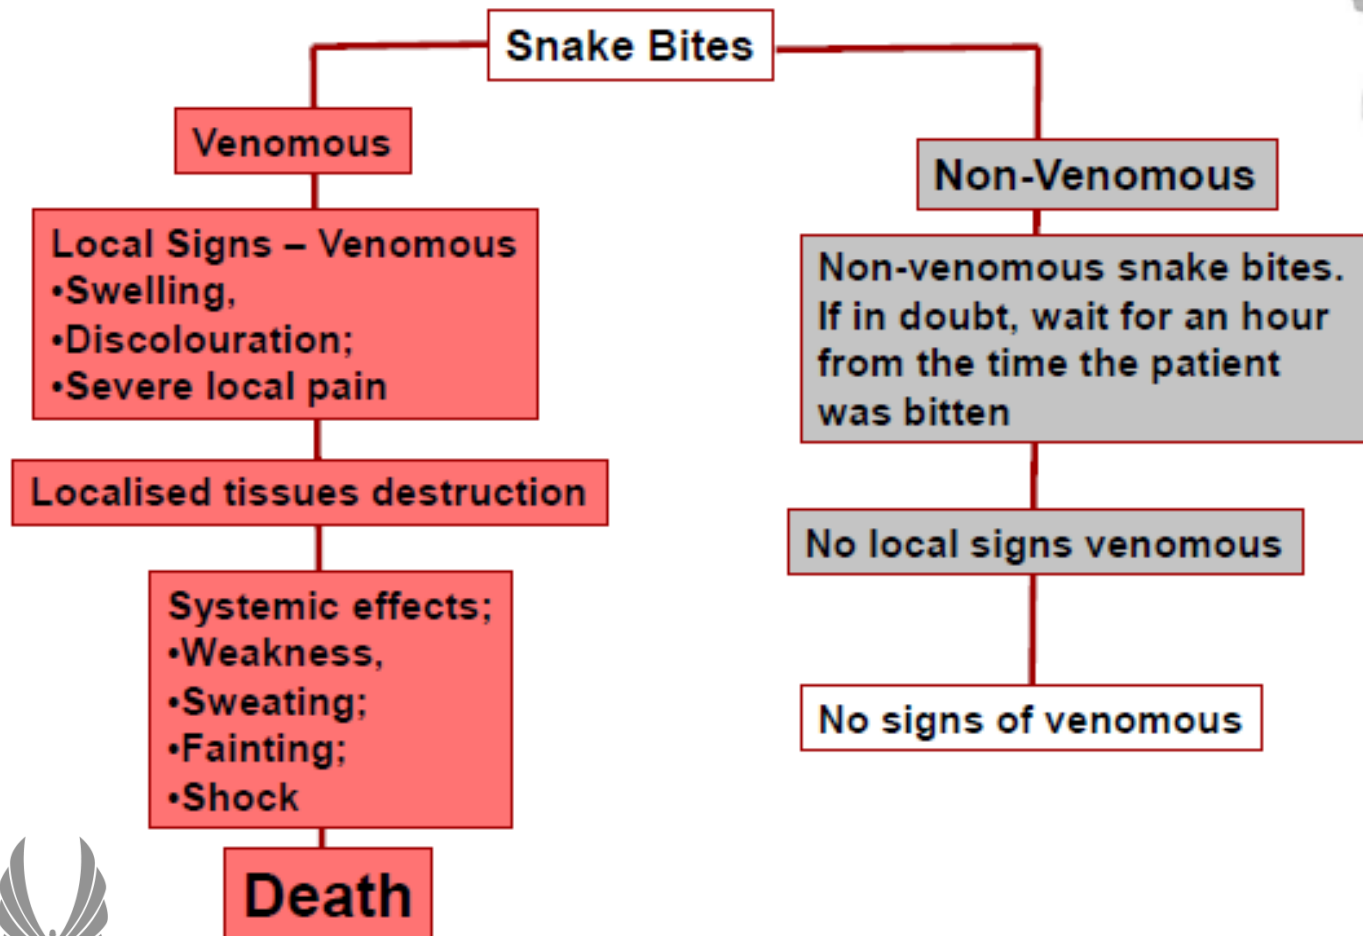 Snake Bites
Venomous
Local Signs – Venomous
•Swelling,
•Discolouration;
•Severe local pain
Localised tissues destruction
Systemic effects;
•Weakness,
•Sweating;
•Fainting;
•Shock
Death
Non-Venomous
Non-venomous snake bites.
If in doubt, wait for an hour
from the time the patient
was bitten
No local signs venomous
No signs of venomous